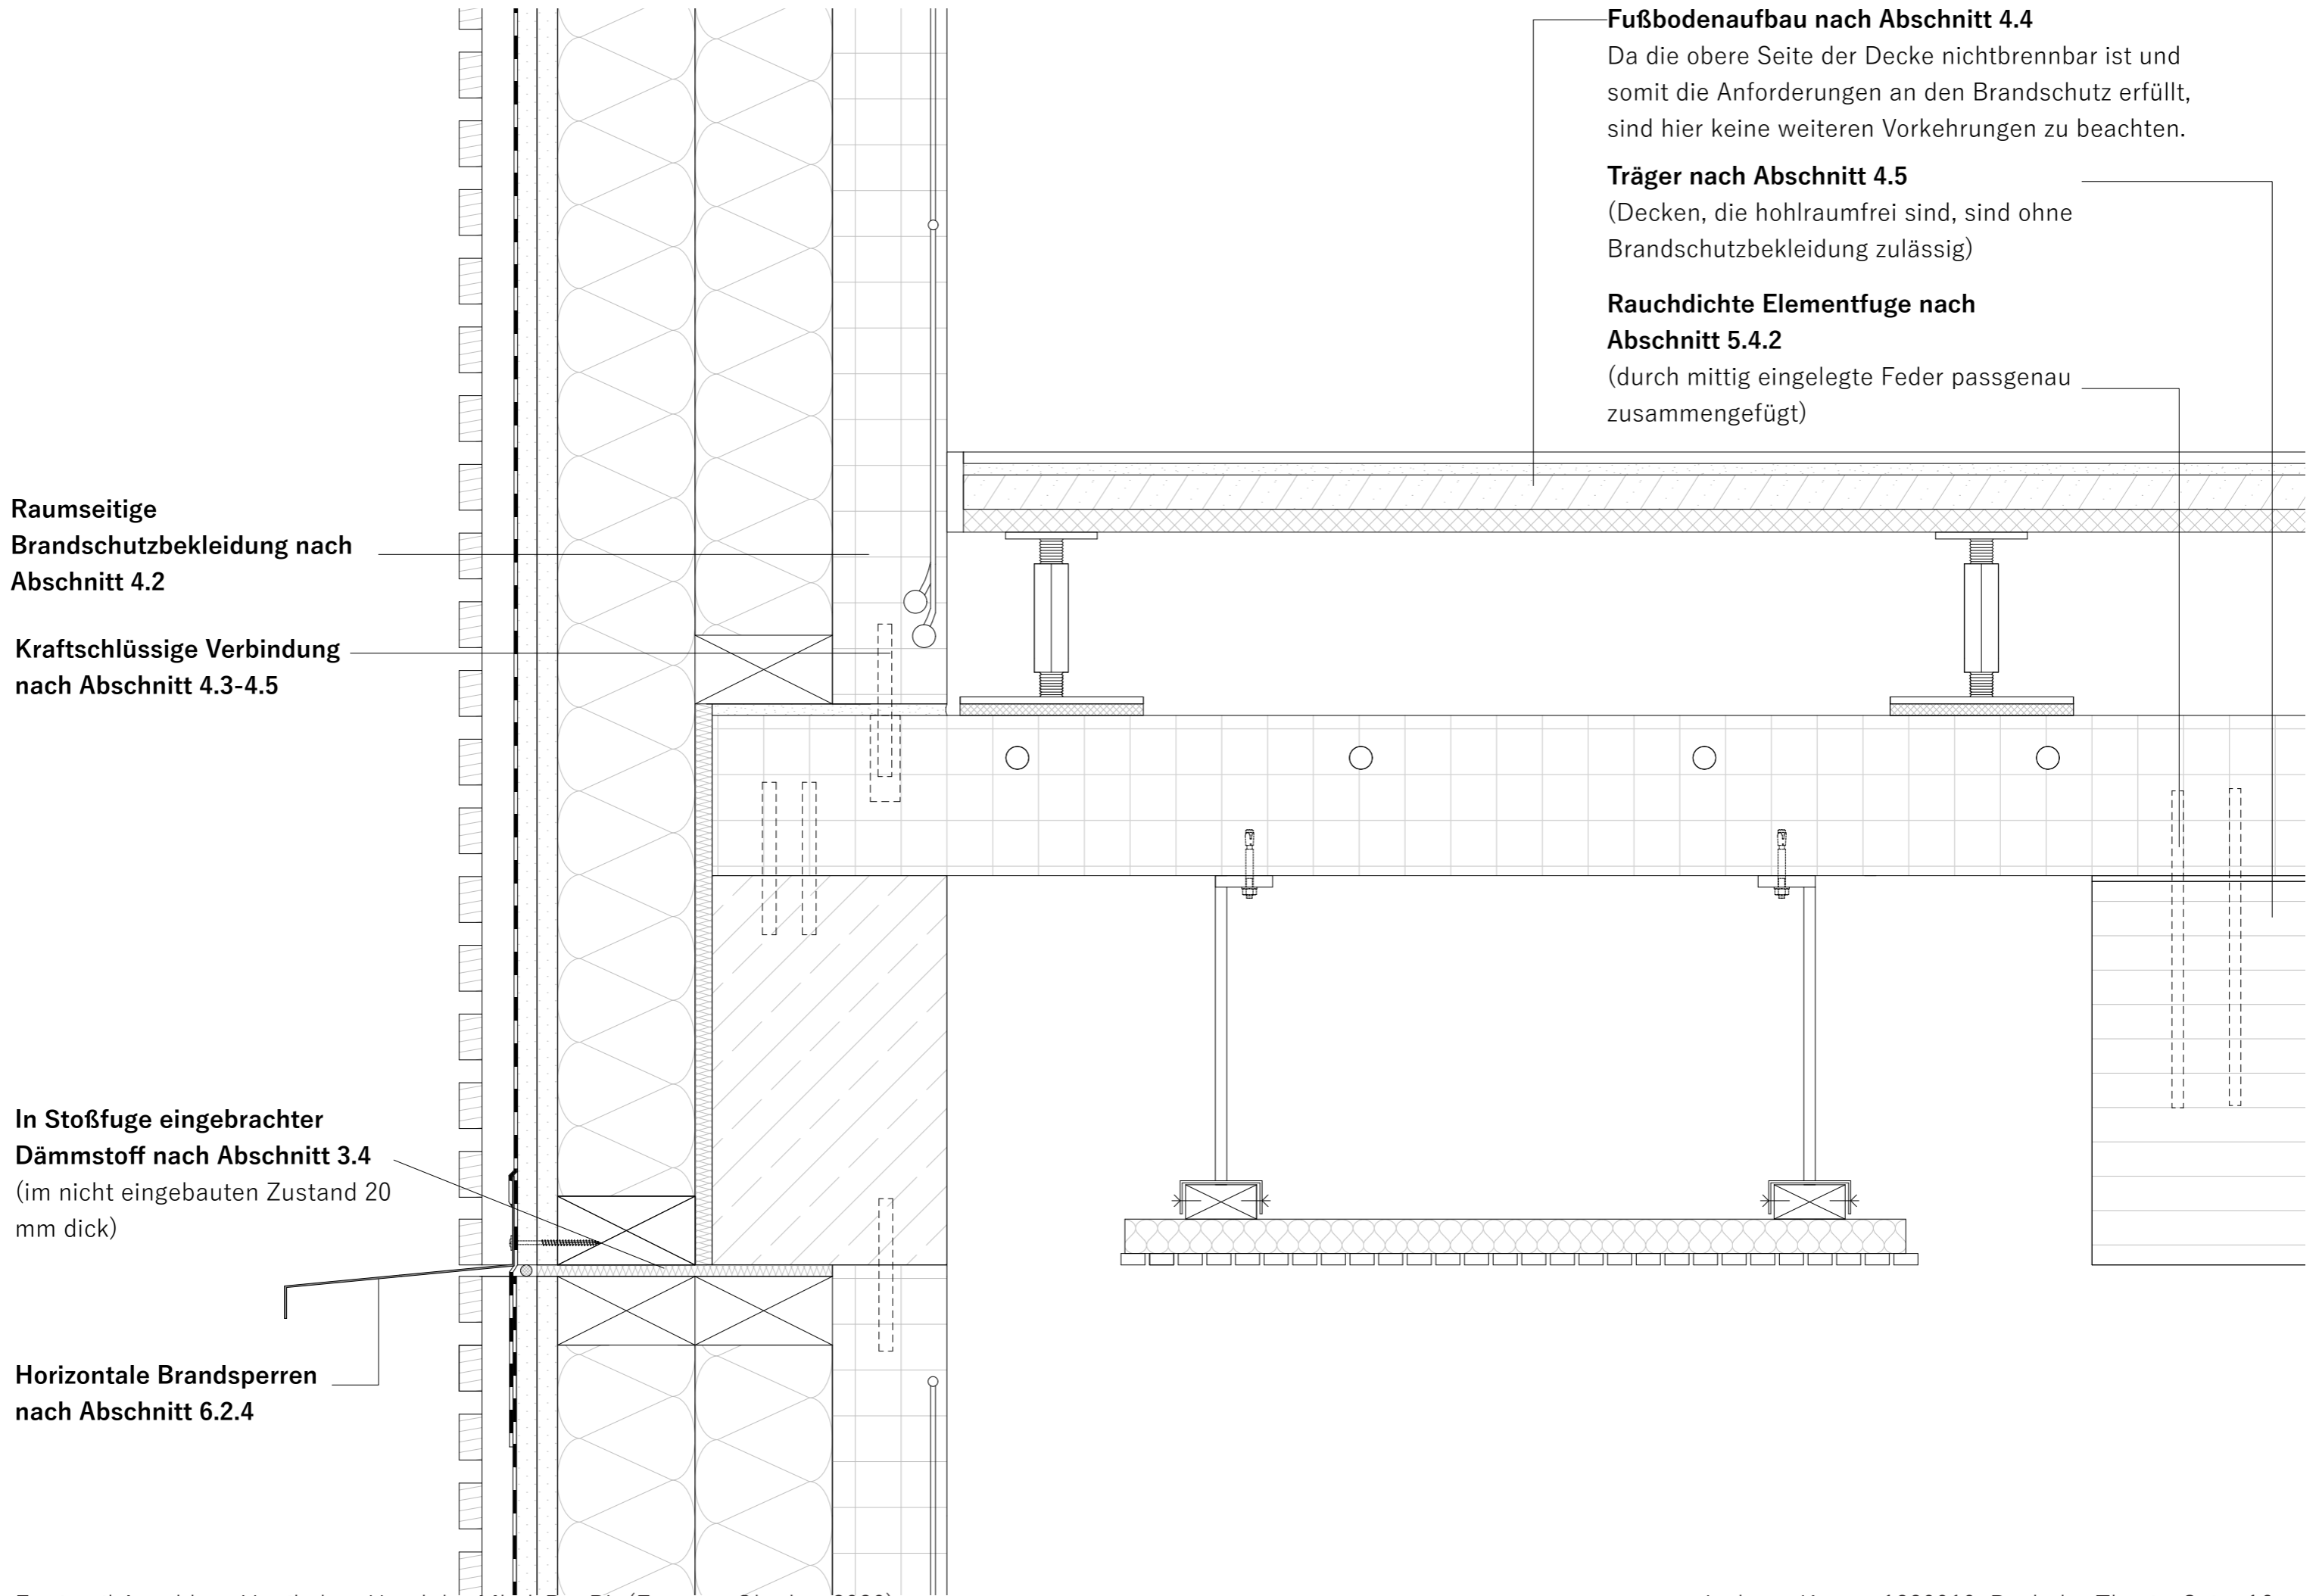 Fußbodenaufbau nach Abschnitt 4.4
Da die obere Seite der Decke nichtbrennbar ist und
somit die Anforderungen an den Brandschutz erfüllt,
sind hier keine weiteren Vorkehrungen zu beachten.
Träger nach Abschnitt 4.5
(Decken, die hohlraumfrei sind, sind ohne
Brandschutzbekleidung zulässig)
Rauchdichte Elementfuge nach
Abschnitt 5.4.2
(durch mittig eingelegte Feder passgenau
zusammengefügt)
Raumseitige
Brandschutzbekleidung nach
Abschnitt 4.2
Kraftschlüssige Verbindung
nach Abschnitt 4.3-4.5
In Stoßfuge eingebrachter
Dämmstoff nach Abschnitt 3.4
(im nicht eingebauten Zustand 20
mm dick)
Horizontale Brandsperren
nach Abschnitt 6.2.4